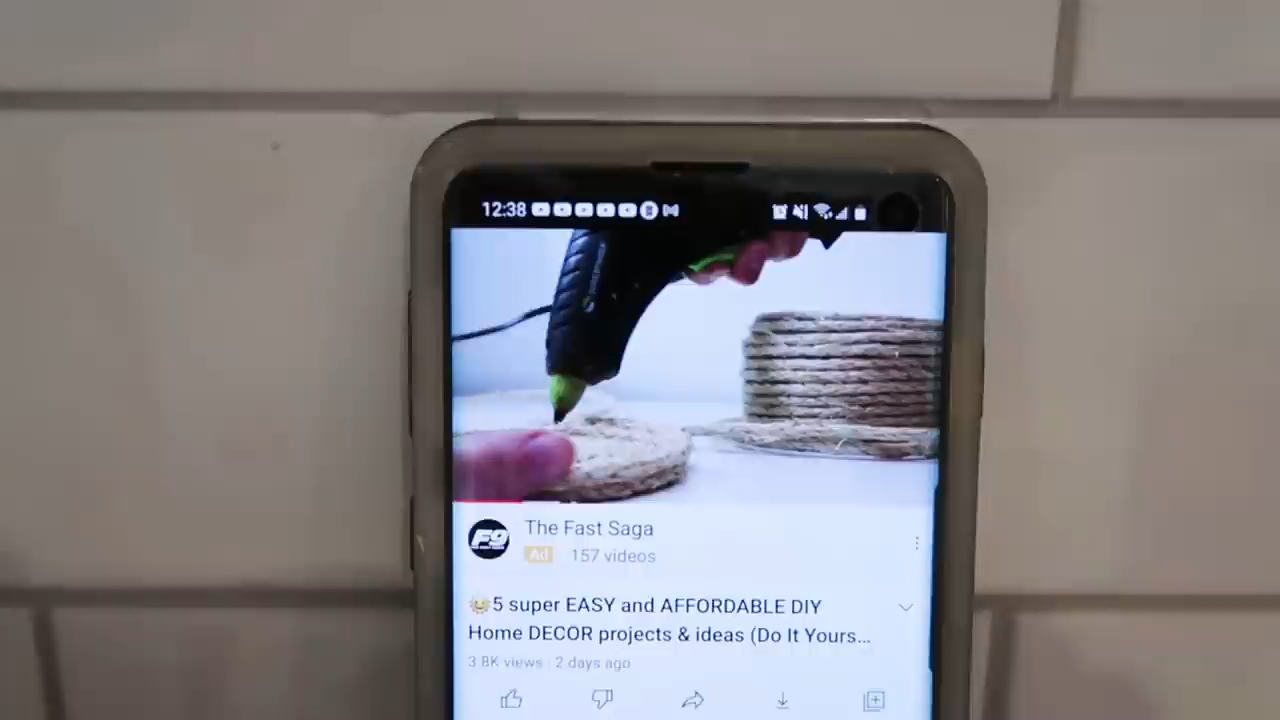 12:38
F9
The Fast Saga
Ad 157 videos
5 super EASY and AFFORDABLE DIY
Home DECOR projects & ideas (Do It Yours...
3.8K views · 2 days ago